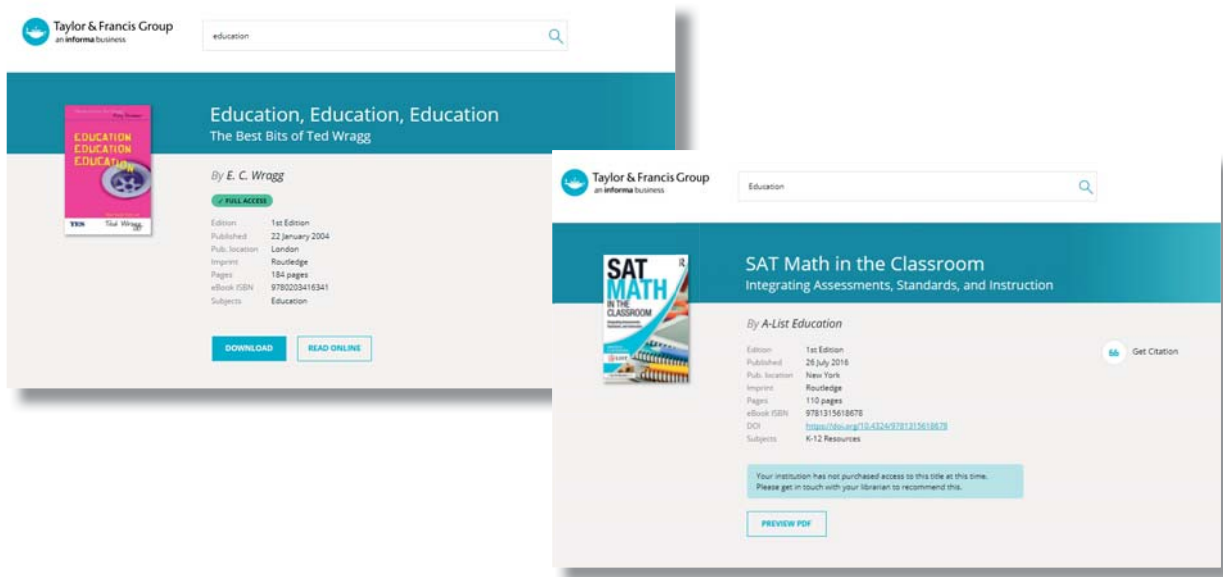 Taylor & Francis Group
an informa business
education
EDUCATION
EDUCATION
EDUCATION
TES
Ted Wragg
Education, Education, Education
The Best Bits of Ted Wragg
By E. C. Wragg
✓ FULL ACCESS
Edition 1st Edition
Published 22 January 2004
Pub. location London
Imprint Routledge
Pages 184 pages
eBook ISBN 9780203416341
Subjects Education
DOWNLOAD
READ ONLINE
Taylor & Francis Group
an informa business
Education
SAT
MATH
IN THE
CLASSROOM
SAT Math in the Classroom
Integrating Assessments, Standards, and Instruction
By A-List Education
Edition 1st Edition
Published 26 July 2016
Pub. location New York
Imprint Routledge
Pages 110 pages
eBook ISBN 9781315618678
DOI https://doi.org/10.4324/9781315618678
Subjects K-12 Resources
Get Citation
Your institution has not purchased access to this title at this time.
Please get in touch with your librarian to recommend this.
PREVIEW PDF